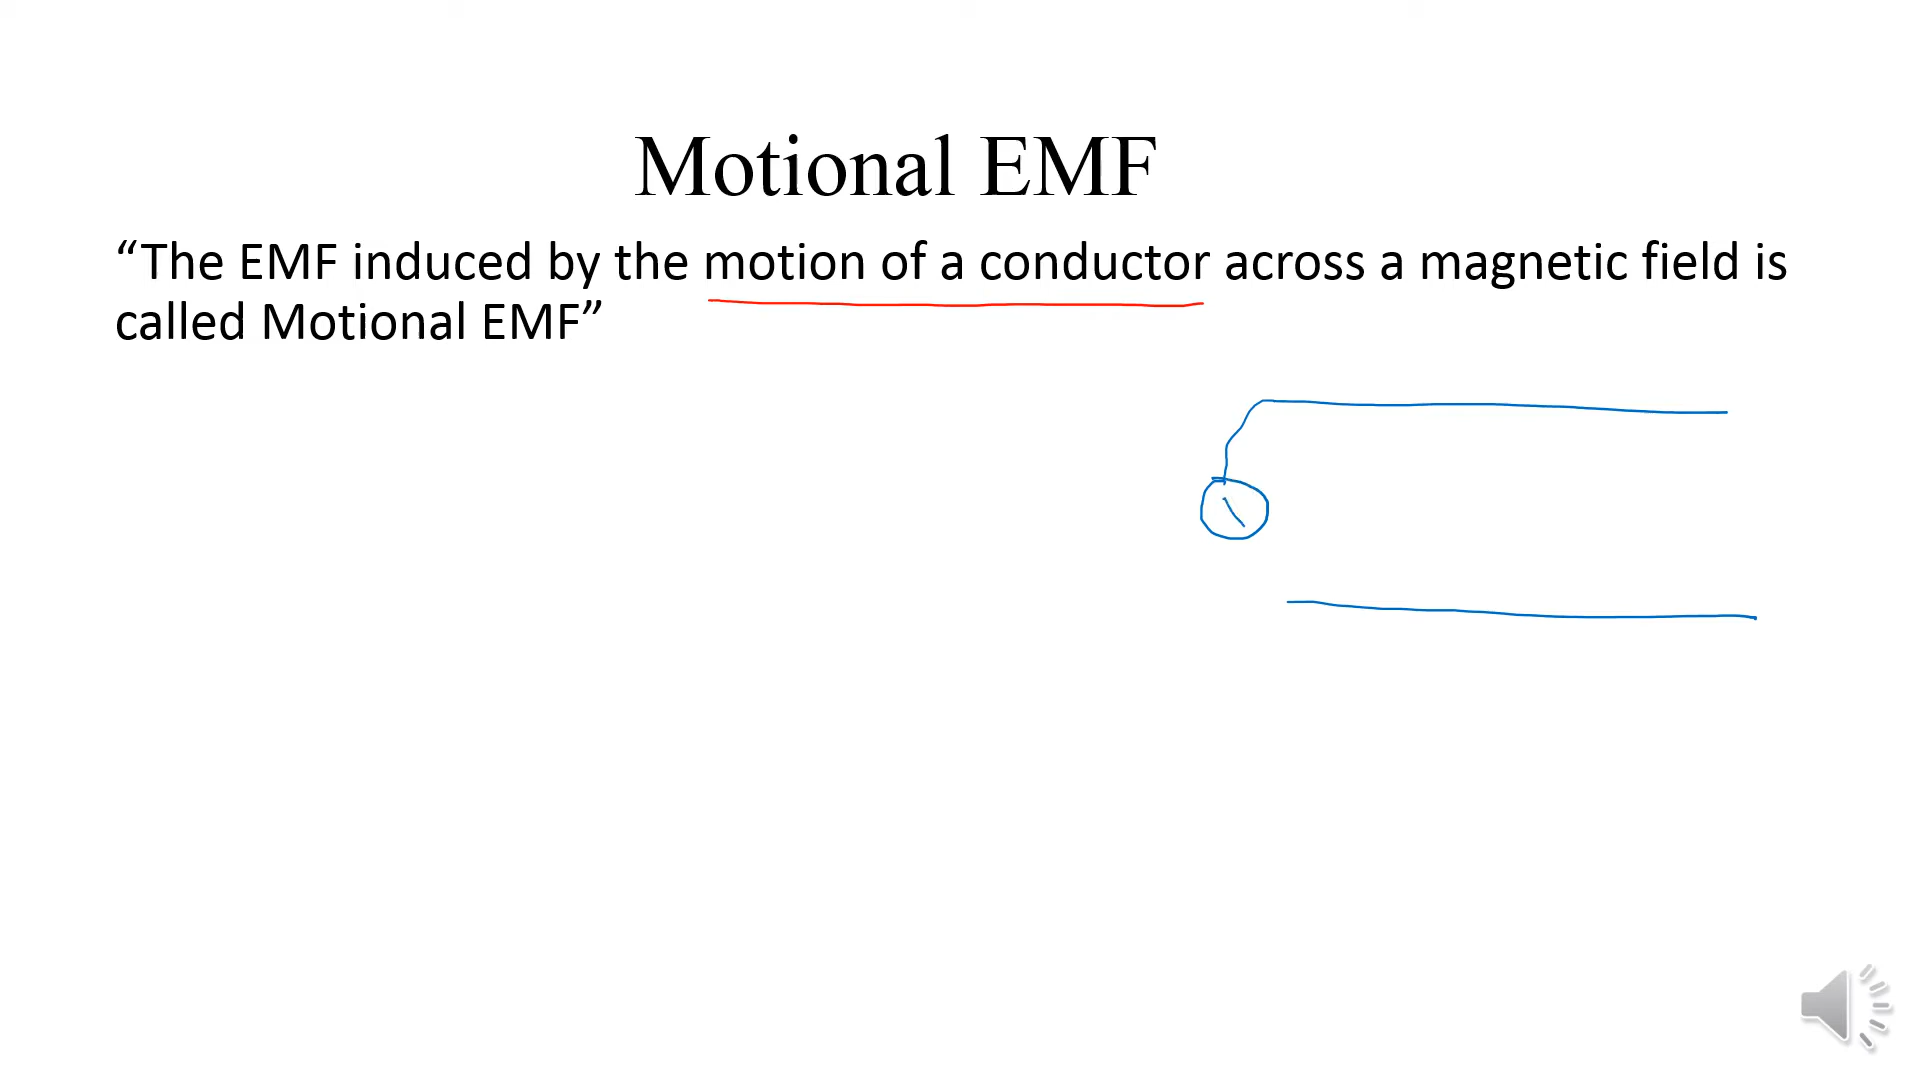 Motional EMF
“The EMF induced by the motion of a conductor across a magnetic field is
called Motional EMF”